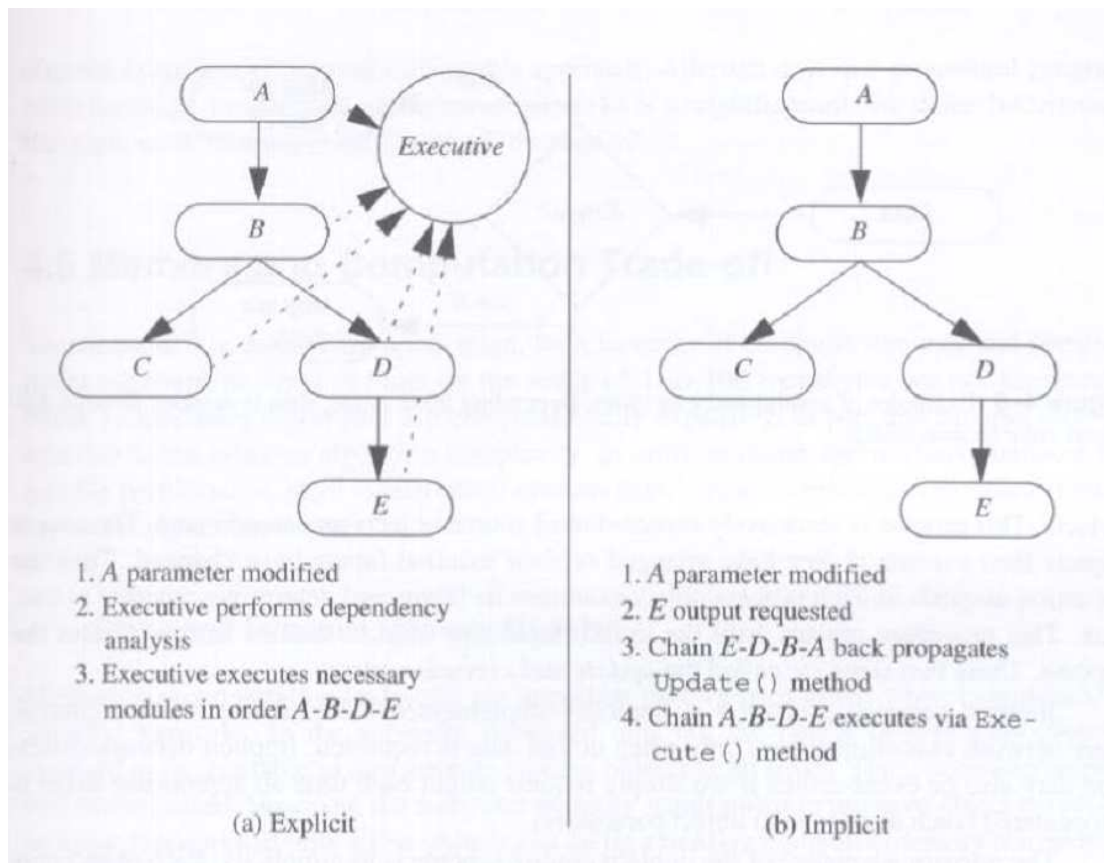 A
Executive
B
C
D
E
1. A parameter modified
2. Executive performs dependency
analysis
3. Executive executes necessary
modules in order A-B-D-E
(a) Explicit
A
B
C
D
E
1. A parameter modified
2. E output requested
3. Chain E-D-B-A back propagates
Update() method
4. Chain A-B-D-E executes via Exe-
cute() method
(b) Implicit